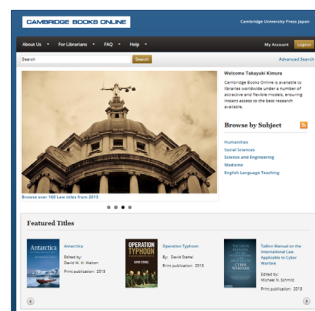 CAMBRIDGE BOOKS ONLINE
Cambridge University Press Japan
About Us For Librarians FAQ Help My Account Logout
Search Search Advanced Search
Welcome Takayuki Kimura
Cambridge Books Online is available to
libraries worldwide under a number of
attractive and flexible models, ensuring
instant access to the best research
available.
Browse by Subject
Humanities
Social Sciences
Science and Engineering
Medicine
English Language Teaching
Browse over 100 Law titles from 2013
Featured Titles
Antarctica
Antarctica
Edited by:
David W. H. Walton
Print publication: 2013
OPERATION
TYPHOON
Operation Typhoon
By: David Stahel
Print publication: 2013
Tallinn Manual on the
International Law
Applicable to Cyber
Warfare
Edited by:
Michael N. Schmitt
Print publication: 2013